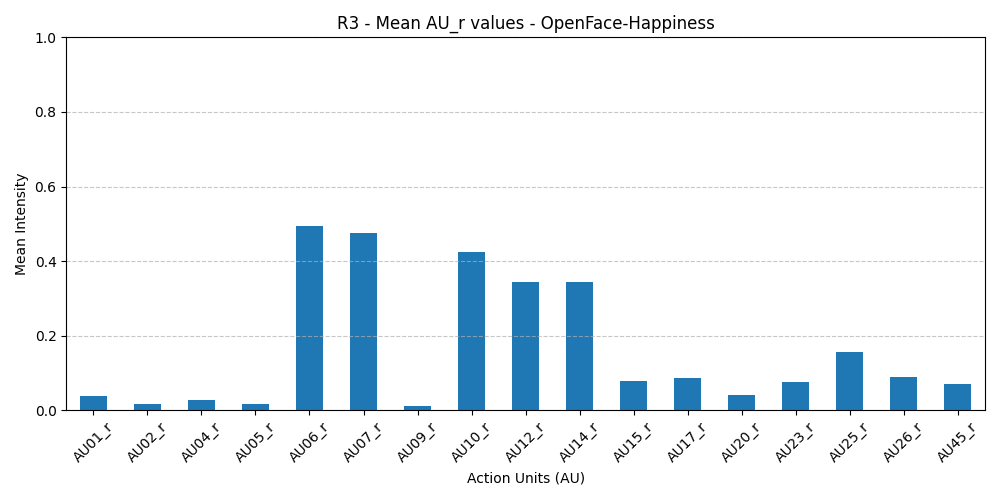 R3 - Mean AU_r values - OpenFace-Happiness
1.0
0.8
0.6
0.4
0.2
0.0
Mean Intensity
AU01_r
AU02_r
AU04_r
AU05_r
AU06_r
AU07_r
AU09_r
AU10_r
AU12_r
AU14_r
AU15_r
AU17_r
AU20_r
AU23_r
AU25_r
AU26_r
AU45_r
Action Units (AU)